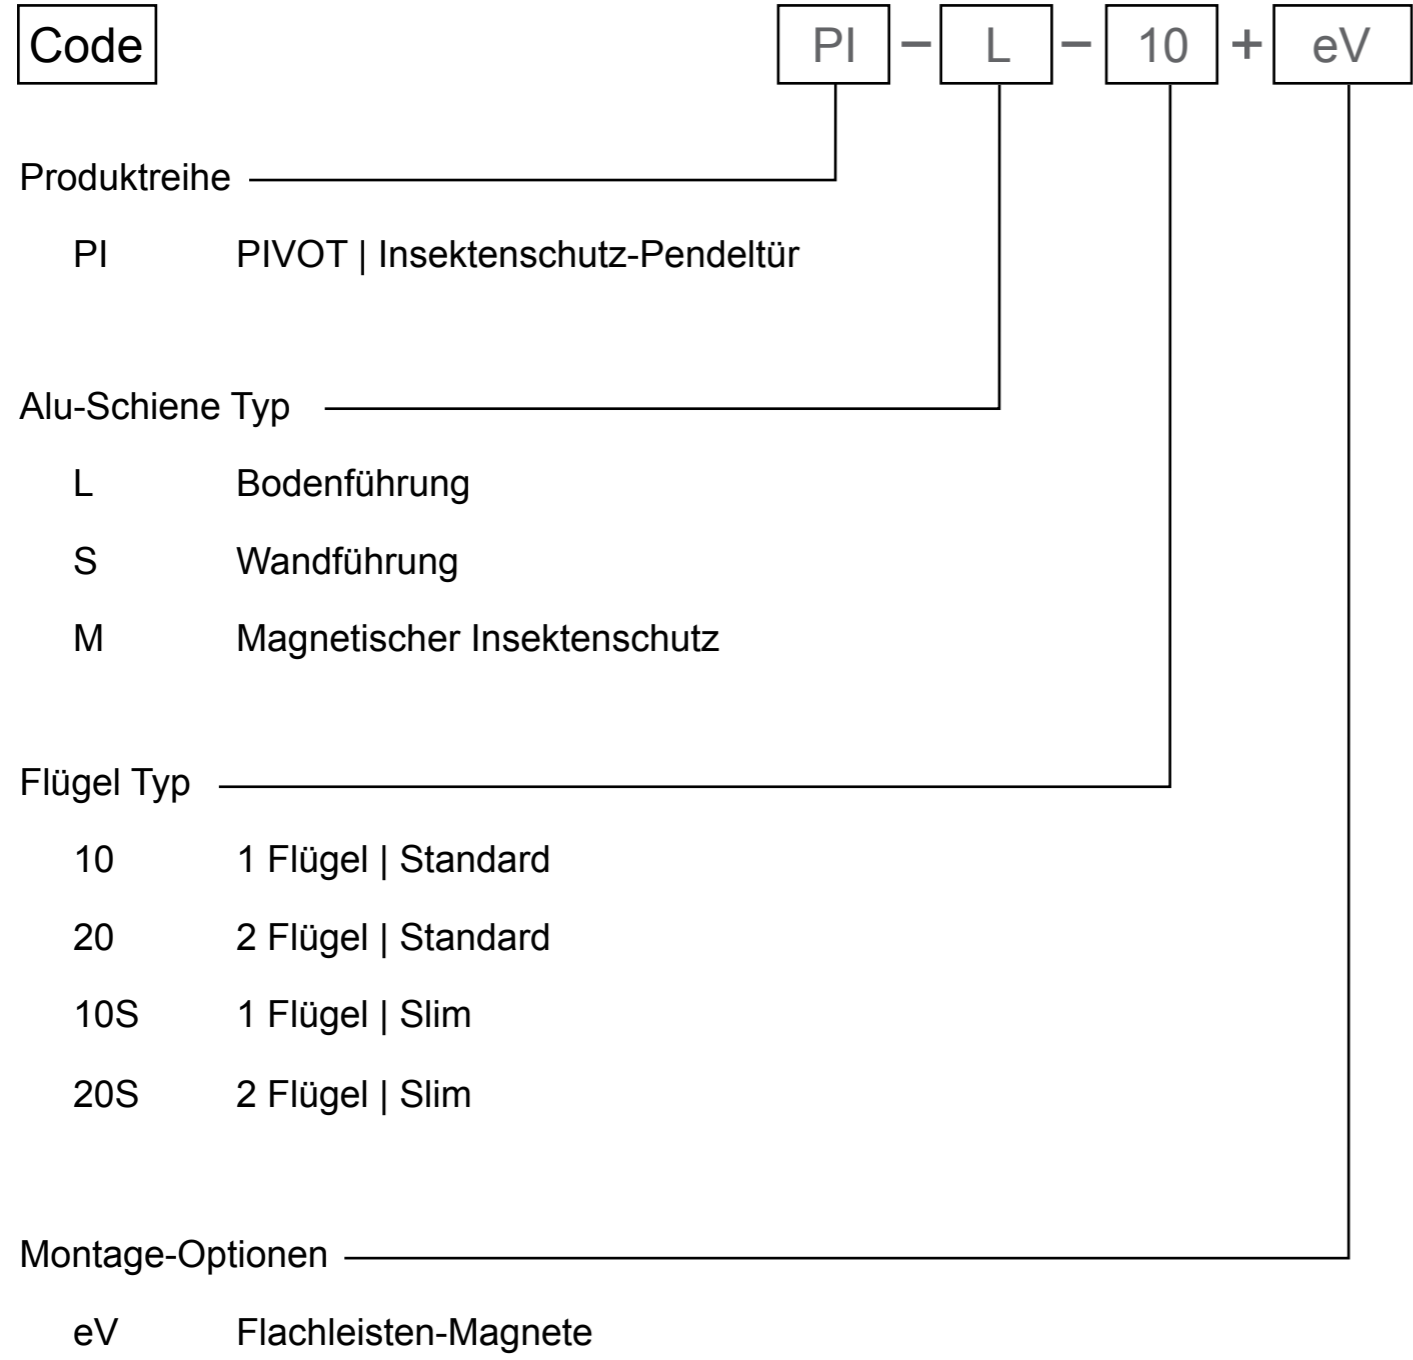 Code PI – L – 10 + eV
Produktreihe
PI PIVOT | Insektenschutz-Pendeltür
Alu-Schiene Typ
L Bodenführung
S Wandführung
M Magnetischer Insektenschutz
Flügel Typ
10 1 Flügel | Standard
20 2 Flügel | Standard
10S 1 Flügel | Slim
20S 2 Flügel | Slim
Montage-Optionen
eV Flachleisten-Magnete